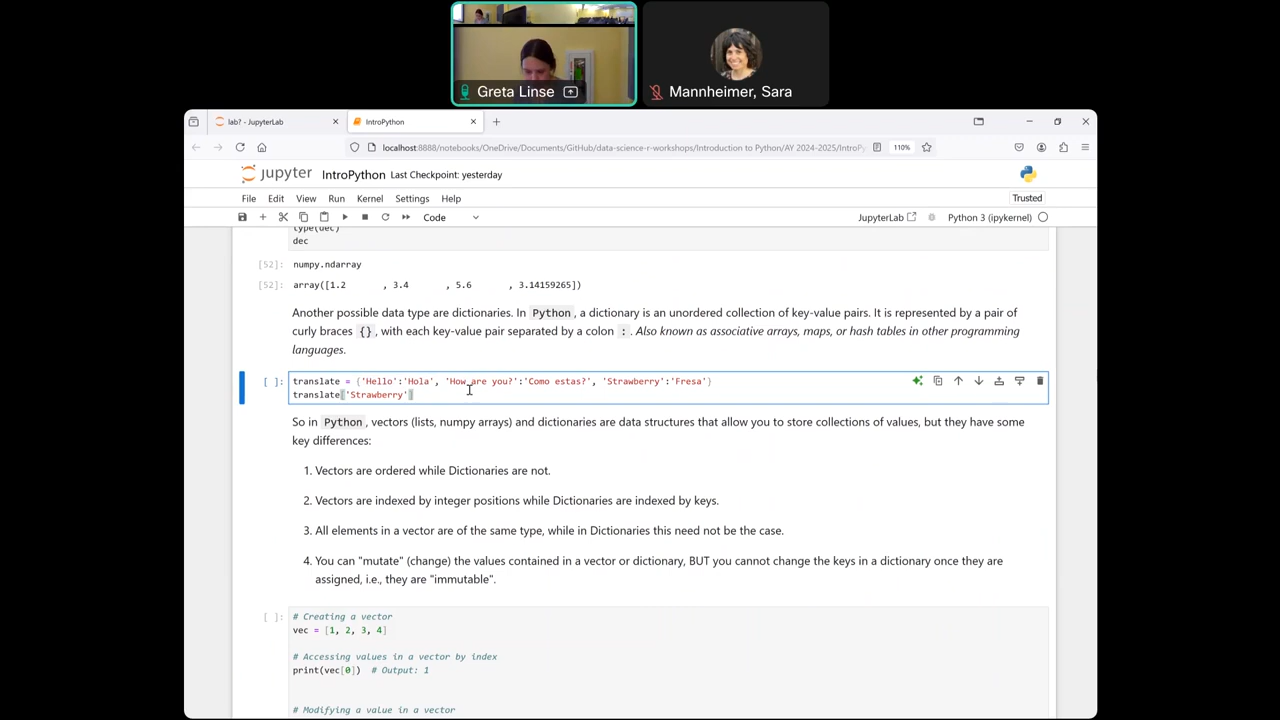 Greta Linse
Mannheimer, Sara
lab? - JupyterLab
IntroPython
localhost:8888/notebooks/OneDrive/Documents/GitHub/data-science-r-workshops/Introduction to Python/AY 2024-2025/IntroPy
110%
jupyter IntroPython Last Checkpoint: yesterday
File Edit View Run Kernel Settings Help
Trusted
Code
JupyterLab
Python 3 (ipykernel)
type(dec)
dec
[52]: numpy.ndarray
[52]: array([1.2 , 3.4 , 5.6 , 3.14159265])
Another possible data type are dictionaries. In Python, a dictionary is an unordered collection of key-value pairs. It is represented by a pair of
curly braces {}, with each key-value pair separated by a colon : . Also known as associative arrays, maps, or hash tables in other programming
languages.
[ ]: translate = {'Hello':'Hola', 'How are you?':'Como estas?', 'Strawberry':'Fresa'}
translate['Strawberry']
So in Python, vectors (lists, numpy arrays) and dictionaries are data structures that allow you to store collections of values, but they have some
key differences:
1. Vectors are ordered while Dictionaries are not.
2. Vectors are indexed by integer positions while Dictionaries are indexed by keys.
3. All elements in a vector are of the same type, while in Dictionaries this need not be the case.
4. You can "mutate" (change) the values contained in a vector or dictionary, BUT you cannot change the keys in a dictionary once they are
assigned, i.e., they are "immutable".
[ ]: # Creating a vector
vec = [1, 2, 3, 4]
# Accessing values in a vector by index
print(vec[0]) # Output: 1
# Modifying a value in a vector